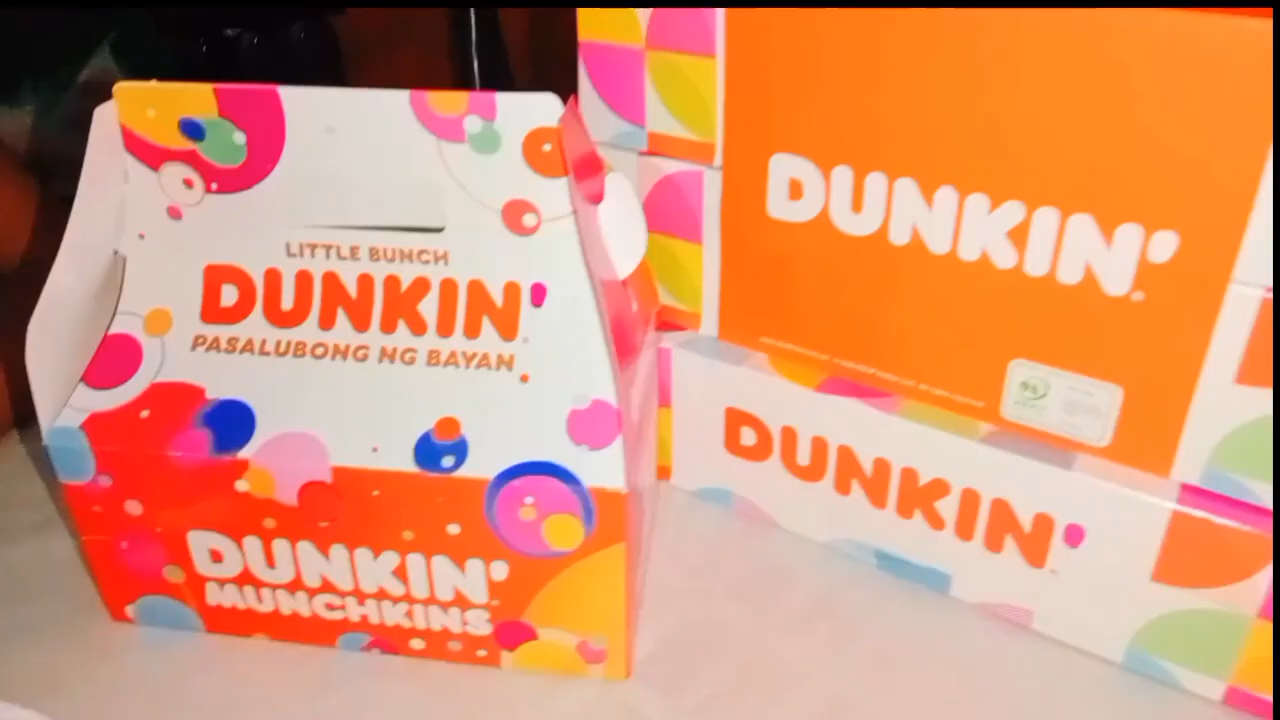 LITTLE BUNCH
DUNKIN'
PASALUBONG NG BAYAN
DUNKIN'
MUNCHKINS
DUNKIN'
DUNKIN'